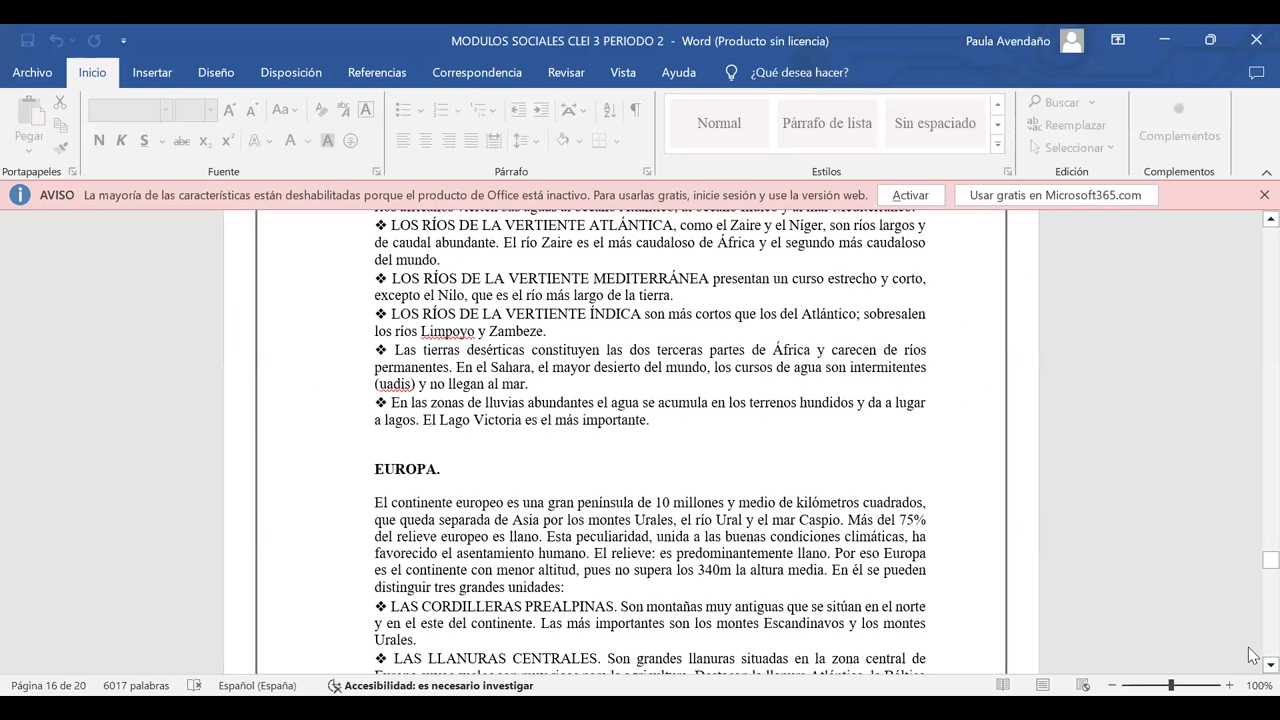 MODULOS SOCIALES CLEI 3 PERIODO 2 - Word (Producto sin licencia)
Paula Avendaño
Archivo Inicio Insertar Diseño Disposición Referencias Correspondencia Revisar Vista Ayuda ¿Qué desea hacer?
Pegar
N K S abc x₂ x² A A A
Aa A
Normal Párrafo de lista Sin espaciado
Buscar
Reemplazar
Seleccionar
Complementos
Portapapeles Fuente Párrafo Estilos Edición Complementos
AVISO La mayoría de las características están deshabilitadas porque el producto de Office está inactivo. Para usarlas gratis, inicie sesión y use la versión web. Activar Usar gratis en Microsoft365.com
❖ LOS RÍOS DE LA VERTIENTE ATLÁNTICA, como el Zaire y el Níger, son ríos largos y
de caudal abundante. El río Zaire es el más caudaloso de África y el segundo más caudaloso
del mundo.
❖ LOS RÍOS DE LA VERTIENTE MEDITERRÁNEA presentan un curso estrecho y corto,
excepto el Nilo, que es el río más largo de la tierra.
❖ LOS RÍOS DE LA VERTIENTE ÍNDICA son más cortos que los del Atlántico; sobresalen
los ríos Limpoyo y Zambeze.
❖ Las tierras desérticas constituyen las dos terceras partes de África y carecen de ríos
permanentes. En el Sahara, el mayor desierto del mundo, los cursos de agua son intermitentes
(uadis) y no llegan al mar.
❖ En las zonas de lluvias abundantes el agua se acumula en los terrenos hundidos y da a lugar
a lagos. El Lago Victoria es el más importante.
EUROPA.
El continente europeo es una gran península de 10 millones y medio de kilómetros cuadrados,
que queda separada de Asia por los montes Urales, el río Ural y el mar Caspio. Más del 75%
del relieve europeo es llano. Esta peculiaridad, unida a las buenas condiciones climáticas, ha
favorecido el asentamiento humano. El relieve: es predominantemente llano. Por eso Europa
es el continente con menor altitud, pues no supera los 340m la altura media. En él se pueden
distinguir tres grandes unidades:
❖ LAS CORDILLERAS PREALPINAS. Son montañas muy antiguas que se sitúan en el norte
y en el este del continente. Las más importantes son los montes Escandinavos y los montes
Urales.
❖ LAS LLANURAS CENTRALES. Son grandes llanuras situadas en la zona central de
Página 16 de 20 6017 palabras Español (España) Accesibilidad: es necesario investigar 100%